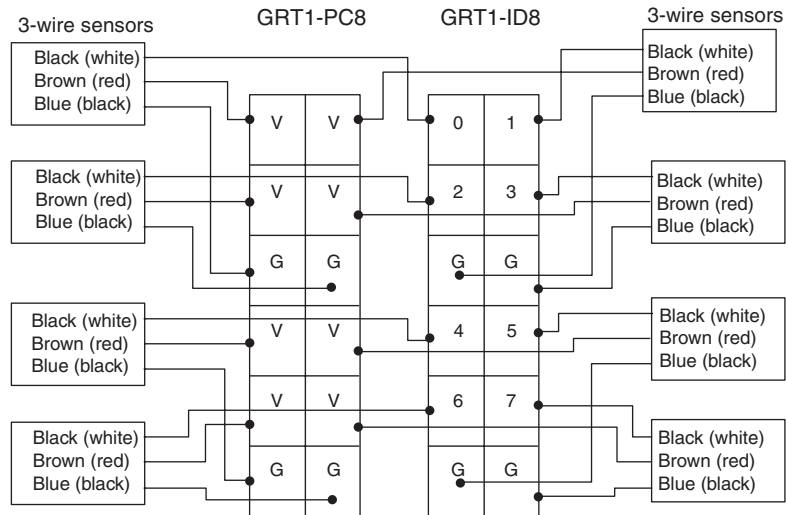 3-wire sensors
GRT1-PC8
GRT1-ID8
3-wire sensors
Black (white)
Brown (red)
Blue (black)
Black (white)
Brown (red)
Blue (black)
V V 0 1
Black (white)
Brown (red)
Blue (black)
V V 2 3
Black (white)
Brown (red)
Blue (black)
G G G G
Black (white)
Brown (red)
Blue (black)
V V 4 5
Black (white)
Brown (red)
Blue (black)
V V 6 7
Black (white)
Brown (red)
Blue (black)
G G G G
Black (white)
Brown (red)
Blue (black)